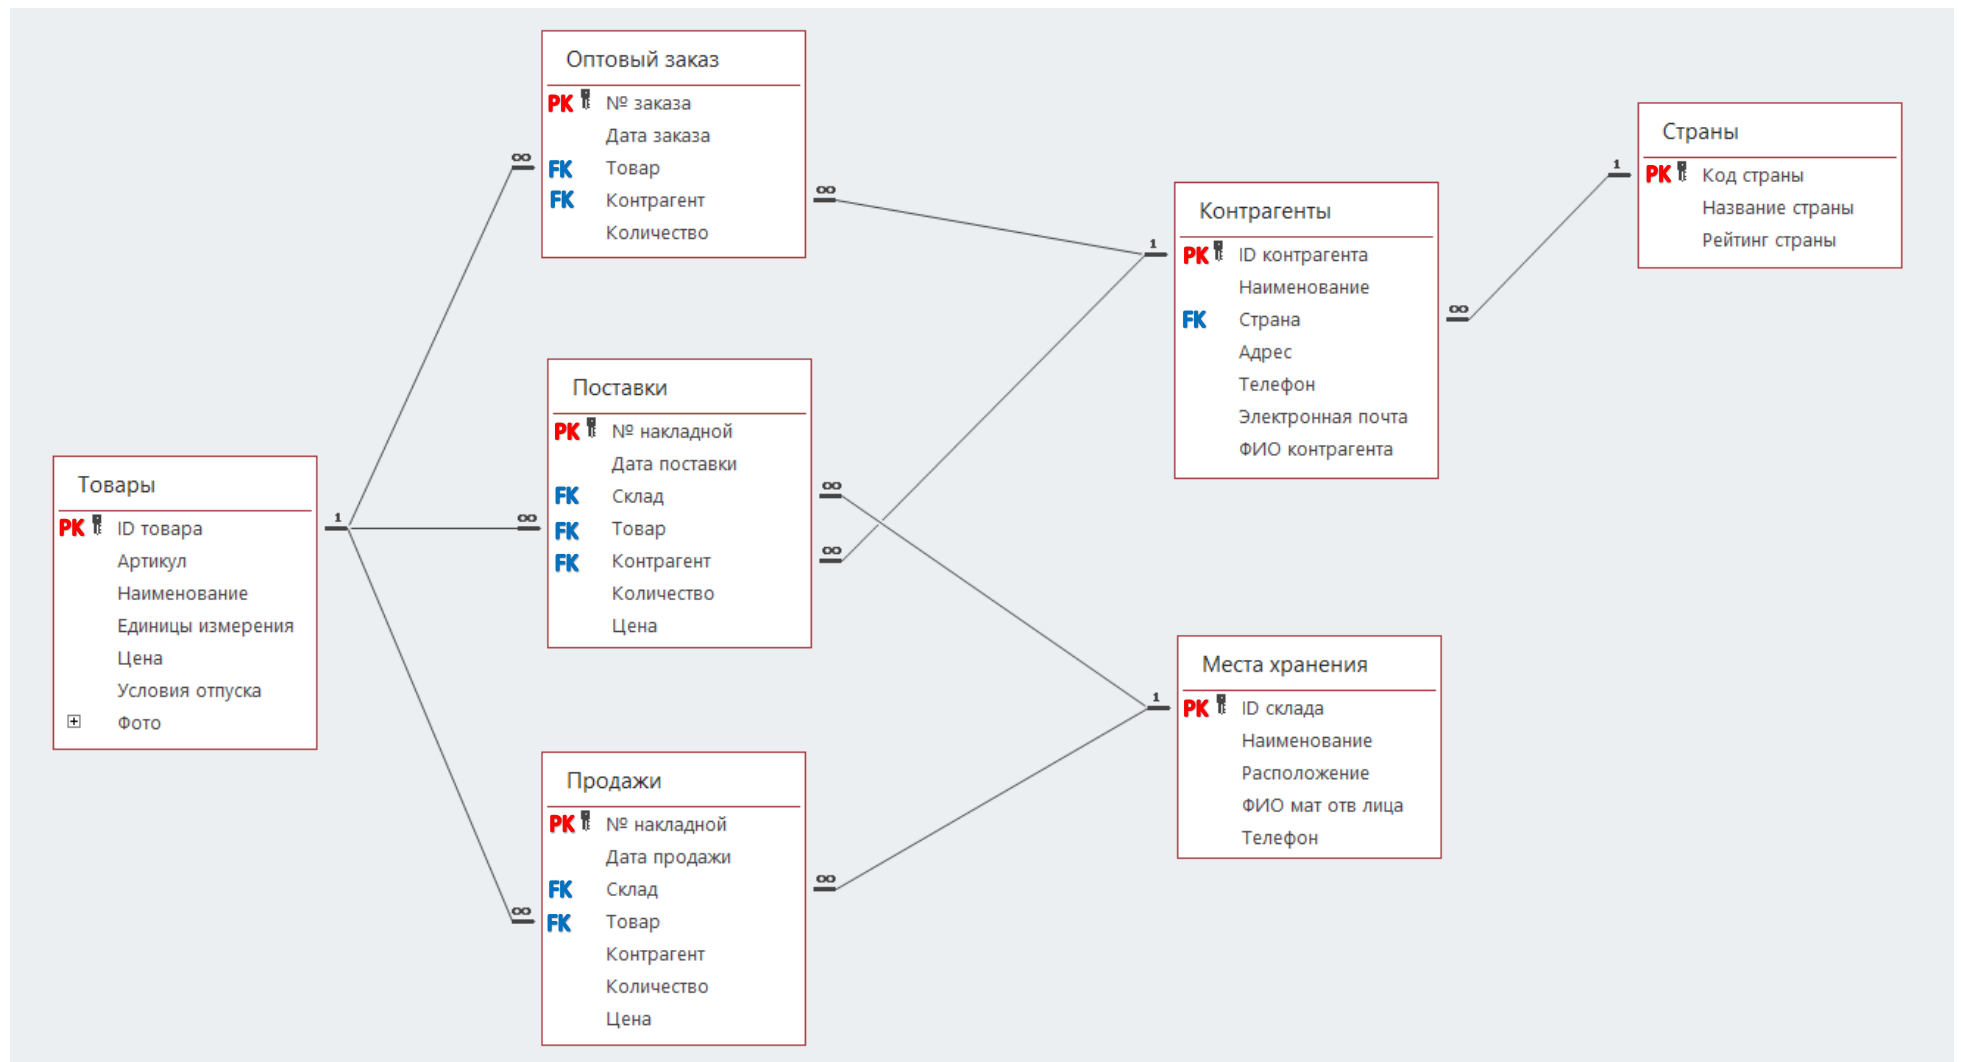 Оптовый заказ
PK № заказа
Дата заказа
FK Товар
FK Контрагент
Количество
∞
∞
Страны
PK Код страны
Название страны
Рейтинг страны
1
Контрагенты
PK ID контрагента
Наименование
FK Страна
Адрес
Телефон
Электронная почта
ФИО контрагента
1
∞
Поставки
PK № накладной
Дата поставки
FK Склад
FK Товар
FK Контрагент
Количество
Цена
∞
∞
∞
Товары
PK ID товара
Артикул
Наименование
Единицы измерения
Цена
Условия отпуска
Фото
1
Места хранения
PK ID склада
Наименование
Расположение
ФИО мат отв лица
Телефон
1
Продажи
PK № накладной
Дата продажи
FK Склад
FK Товар
Контрагент
Количество
Цена
∞
∞